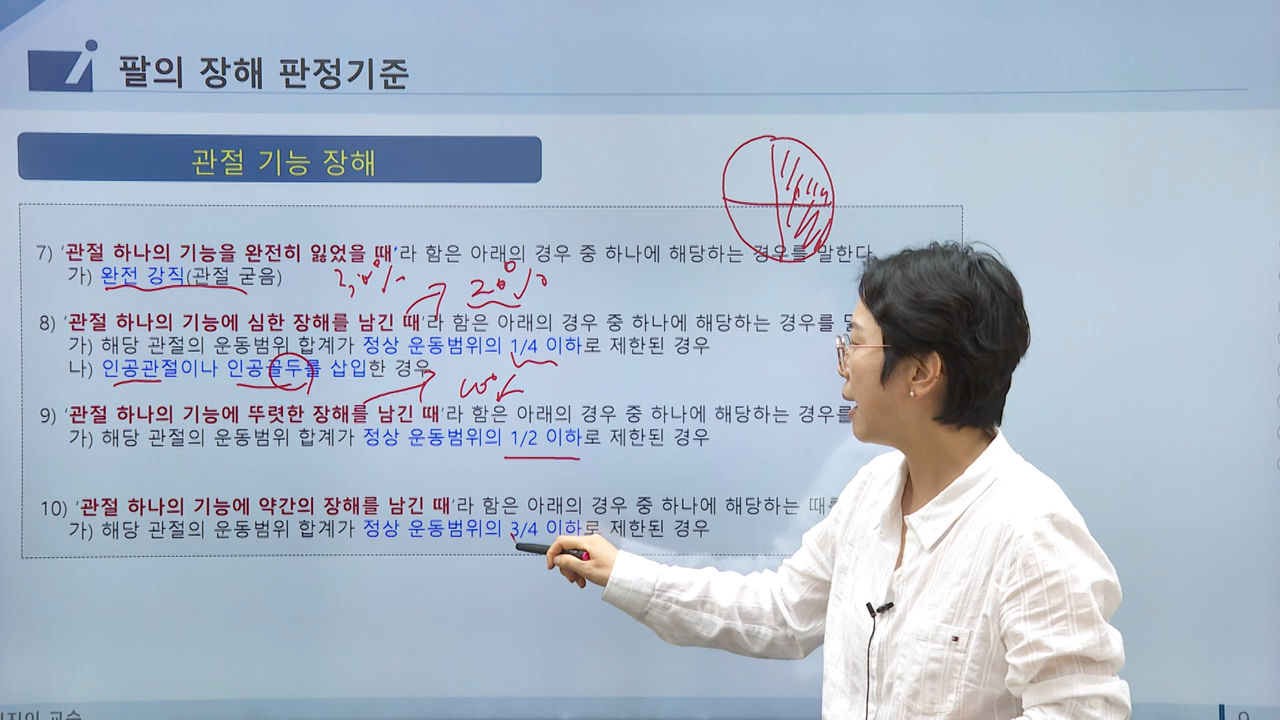 팔의 장해 판정기준
관절 기능 장해
7) '관절 하나의 기능을 완전히 잃었을 때'라 함은 아래의 경우 중 하나에 해당하는 경우를 말한다
가) 완전 강직(관절 굳음)
20%
8) '관절 하나의 기능에 심한 장해를 남긴 때'라 함은 아래의 경우 중 하나에 해당하는 경우를
가) 해당 관절의 운동범위 합계가 정상 운동범위의 1/4 이하로 제한된 경우
나) 인공관절이나 인공골두를 삽입한 경우
10%
9) '관절 하나의 기능에 뚜렷한 장해를 남긴 때'라 함은 아래의 경우 중 하나에 해당하는 경우를
가) 해당 관절의 운동범위 합계가 정상 운동범위의 1/2 이하로 제한된 경우
10) '관절 하나의 기능에 약간의 장해를 남긴 때'라 함은 아래의 경우 중 하나에 해당하는 때
가) 해당 관절의 운동범위 합계가 정상 운동범위의 3/4 이하로 제한된 경우